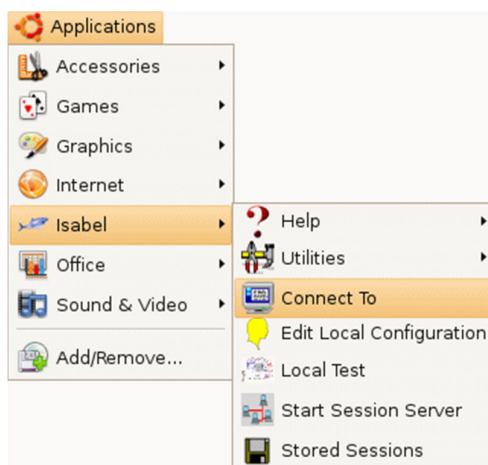 Applications
Accessories
Games
Graphics
Internet
Isabel
Office
Sound & Video
Add/Remove...
Help
Utilities
Connect To
Edit Local Configuration
Local Test
Start Session Server
Stored Sessions